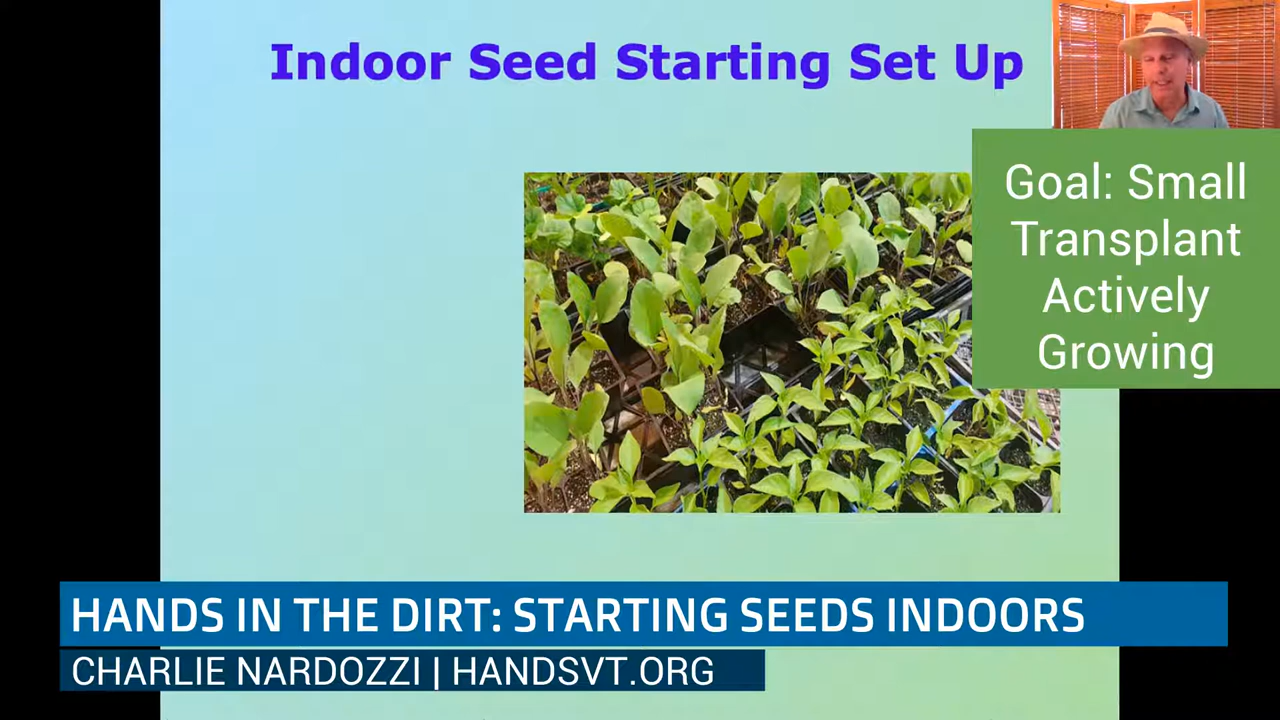 Indoor Seed Starting Set Up
Goal: Small
Transplant
Actively
Growing
HANDS IN THE DIRT: STARTING SEEDS INDOORS
CHARLIE NARDOZZI | HANDSVT.ORG